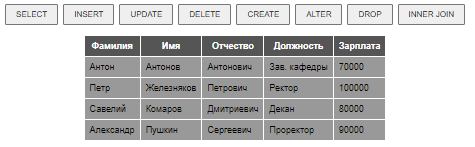 SELECT INSERT UPDATE DELETE CREATE ALTER DROP INNER JOIN
Фамилия Имя Отчество Должность Зарплата
Антон Антонов Антонович Зав. кафедры 70000
Петр Железняков Петрович Ректор 100000
Савелий Комаров Дмитриевич Декан 80000
Александр Пушкин Сергеевич Проректор 90000